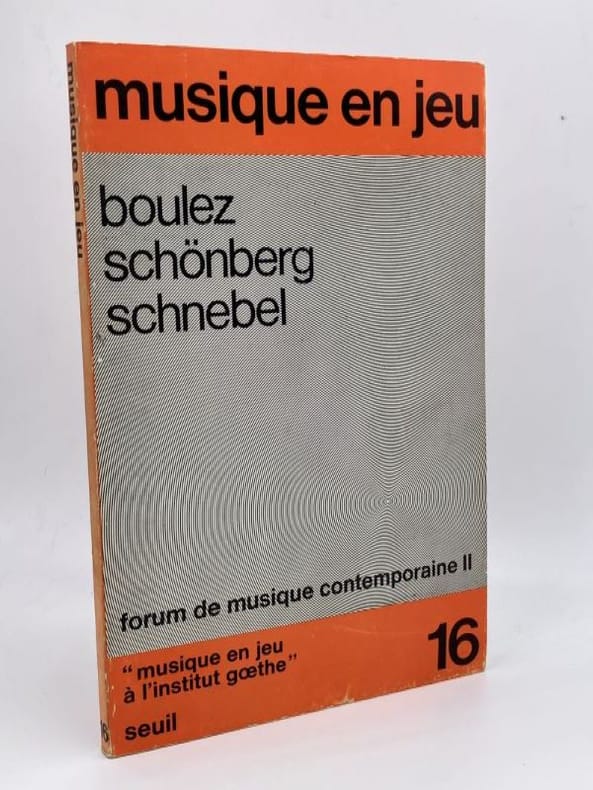 musique en jeu
musique en jeu
boulez
schönberg
schnebel
forum de musique contemporaine II
“musique en jeu
à l'institut gœthe”
16
16
seuil